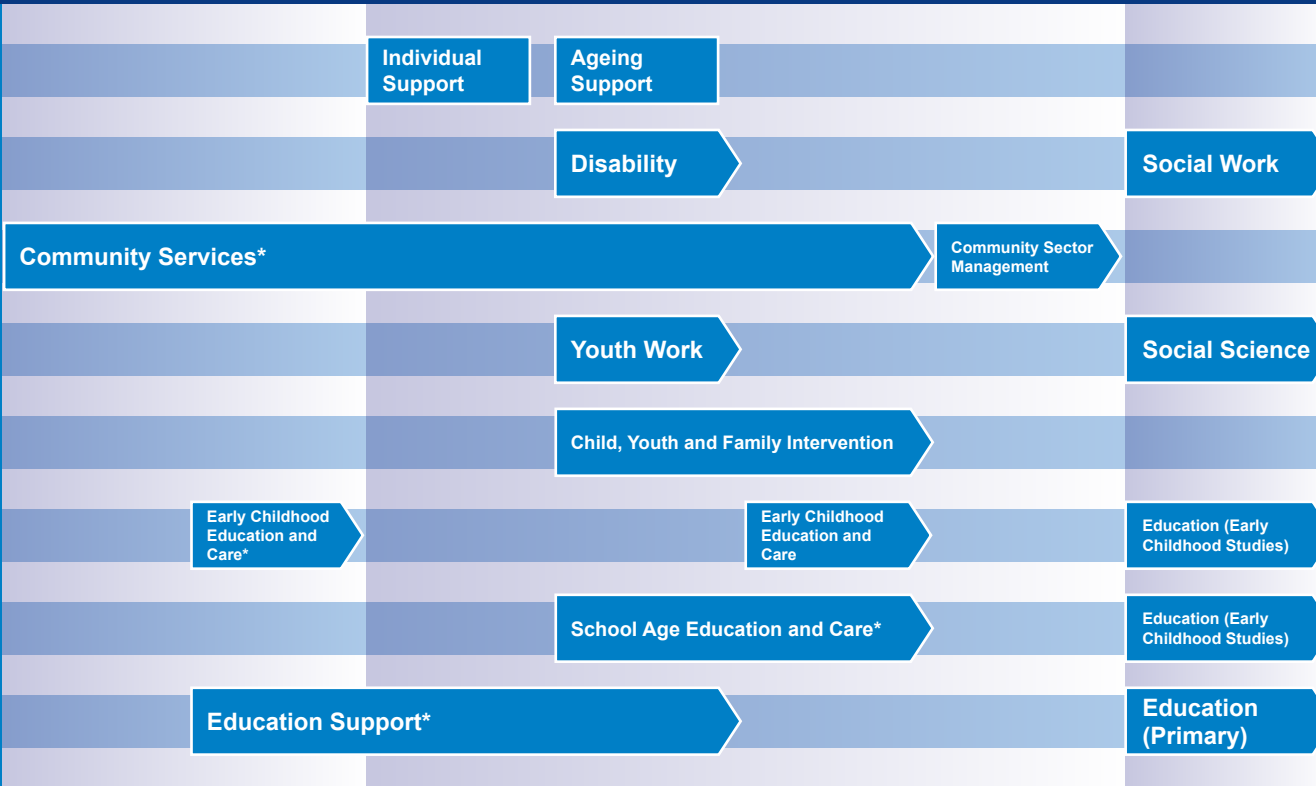 Individual
Support
Ageing
Support
Disability
Social Work
Community Services*
Community Sector
Management
Youth Work
Social Science
Child, Youth and Family Intervention
Early Childhood
Education and
Care*
Early Childhood
Education and
Care
Education (Early
Childhood Studies)
School Age Education and Care*
Education (Early
Childhood Studies)
Education Support*
Education
(Primary)